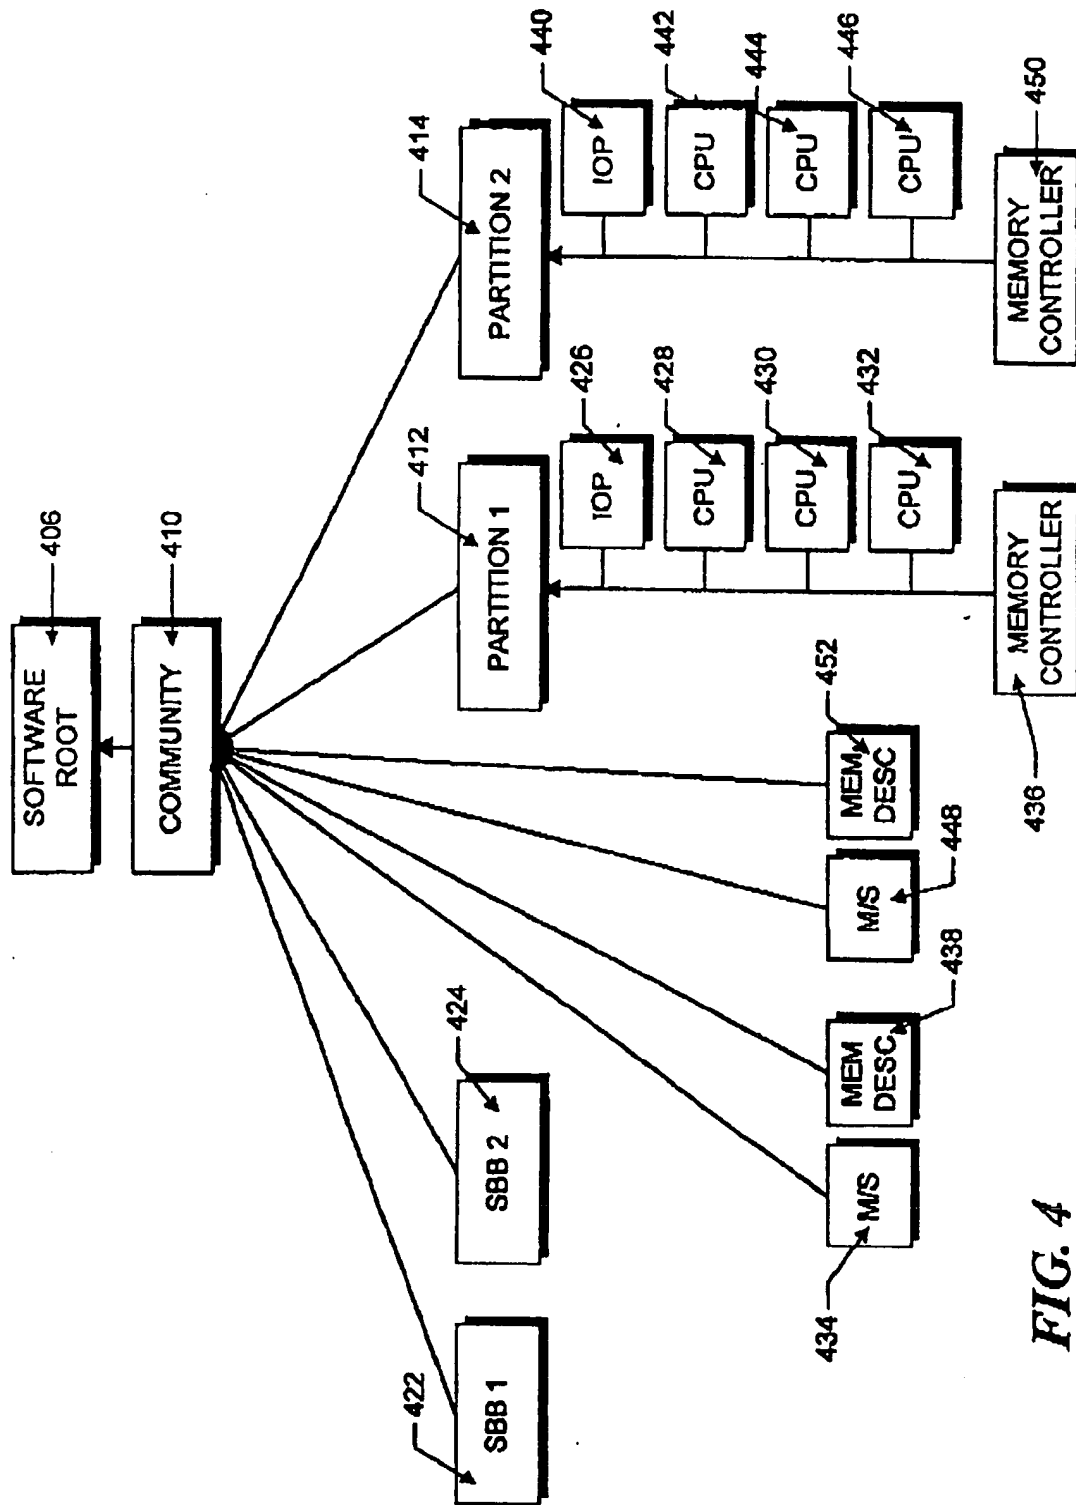 SOFTWARE
ROOT
406
COMMUNITY
410
SBB 1
422
SBB 2
424
PARTITION 1
412
PARTITION 2
414
IOP
426
CPU
428
CPU
430
CPU
432
IOP
440
CPU
442
CPU
444
CPU
446
M/S
434
MEM
DESC
438
M/S
448
MEM
DESC
452
MEMORY
CONTROLLER
436
MEMORY
CONTROLLER
450
FIG. 4